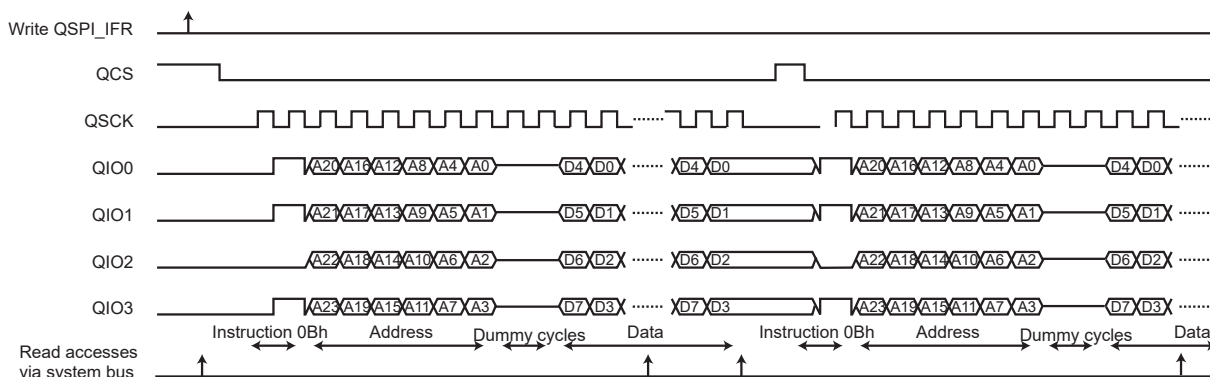 Write QSPI_IFR
QCS
QSCK
QIO0 A20 A16 A12 A8 A4 A0 D4 D0 D4 D0 A20 A16 A12 A8 A4 A0 D4 D0
QIO1 A21 A17 A13 A9 A5 A1 D5 D1 D5 D1 A21 A17 A13 A9 A5 A1 D5 D1
QIO2 A22 A18 A14 A10 A6 A2 D6 D2 D6 D2 A22 A18 A14 A10 A6 A2 D6 D2
QIO3 A23 A19 A15 A11 A7 A3 D7 D3 D7 D3 A23 A19 A15 A11 A7 A3 D7 D3
Instruction 0Bh Address Dummy cycles Data Instruction 0Bh Address Dummy cycles Data
Read accesses
via system bus